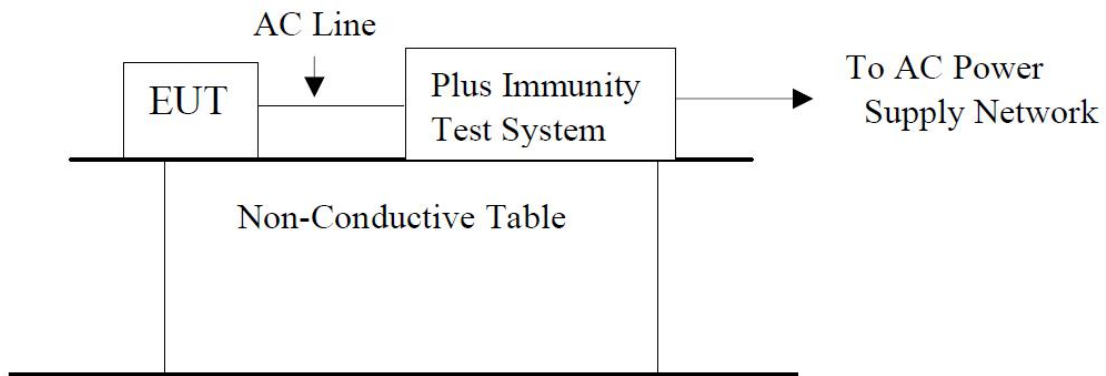 AC Line
EUT
Plus Immunity
Test System
To AC Power
Supply Network
Non-Conductive Table